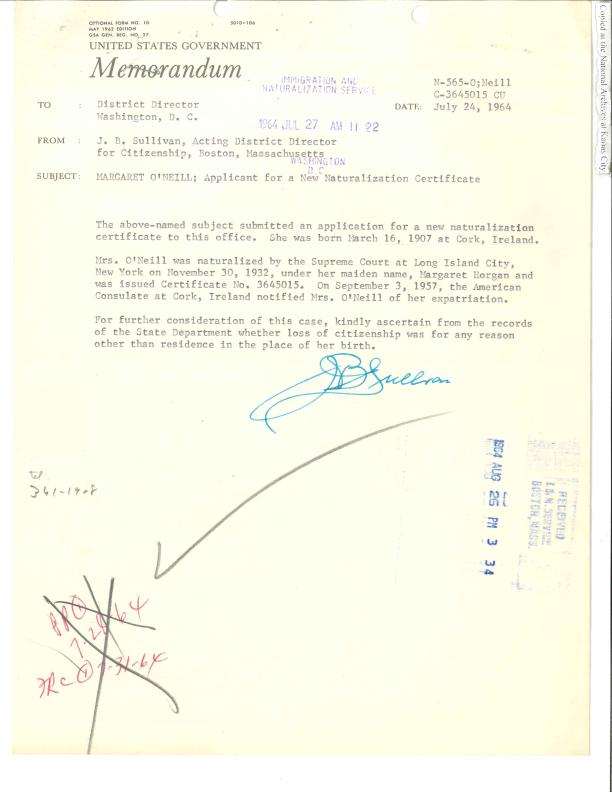 OPTIONAL FORM NO. 10
MAY 1962 EDITION
GSA GEN. REG. NO. 27
5010-106
UNITED STATES GOVERNMENT
Memorandum
IMMIGRATION AND
NATURALIZATION SERVICE
N-565-O;Neill
C-3645015 CU
TO : District Director
Washington, D. C.
DATE: July 24, 1964
1964 JUL 27 AM 11 22
FROM : J. B. Sullivan, Acting District Director
for Citizenship, Boston, Massachusetts
WASHINGTON
D.C.
SUBJECT: MARGARET O'NEILL; Applicant for a New Naturalization Certificate
The above-named subject submitted an application for a new naturalization
certificate to this office. She was born March 16, 1907 at Cork, Ireland.
Mrs. O'Neill was naturalized by the Supreme Court at Long Island City,
New York on November 30, 1932, under her maiden name, Margaret Horgan and
was issued Certificate No. 3645015. On September 3, 1957, the American
Consulate at Cork, Ireland notified Mrs. O'Neill of her expatriation.
For further consideration of this case, kindly ascertain from the records
of the State Department whether loss of citizenship was for any reason
other than residence in the place of her birth.
JB Sullivan
1964 AUG 26 PM 3 34
RECEIVED
I. & N. SERVICE
BOSTON, MASS.
tel.
361-1908
7-28-64
FRC 1 7-31-64
Copied at the National Archives at Kansas City